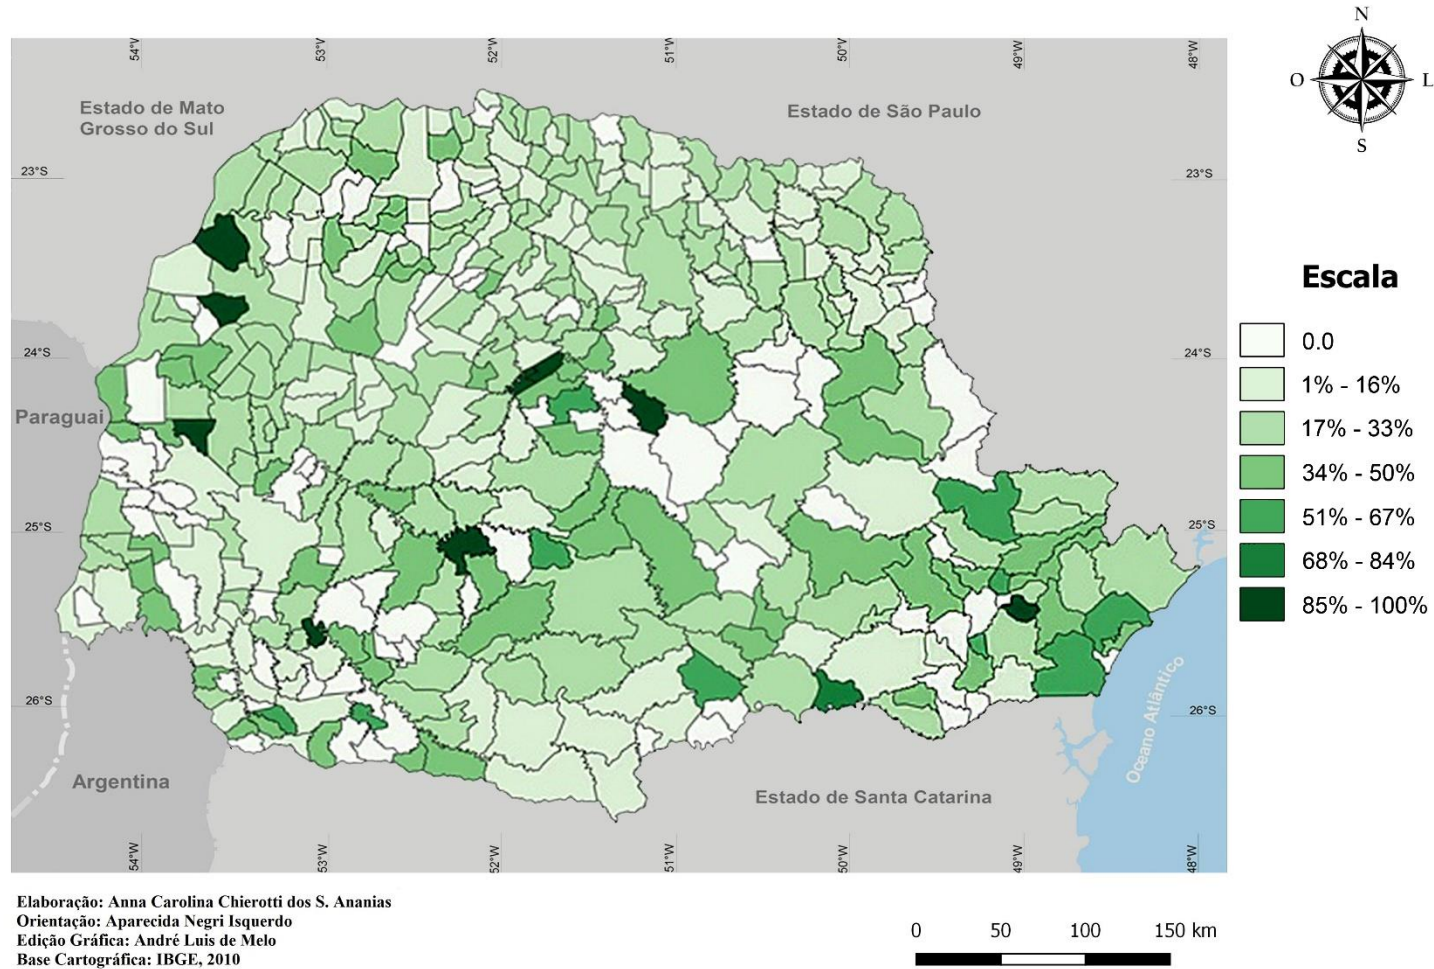 N
O
L
S
54°W
53°W
52°W
51°W
50°W
49°W
48°W
Estado de Mato
Grosso do Sul
Estado de São Paulo
23°S
23°S
24°S
24°S
Paraguai
25°S
25°S
26°S
26°S
Argentina
Estado de Santa Catarina
Oceano Atlântico
54°W
53°W
52°W
51°W
50°W
49°W
48°W
Escala
0.0
1% - 16%
17% - 33%
34% - 50%
51% - 67%
68% - 84%
85% - 100%
Elaboração: Anna Carolina Chierotti dos S. Ananias
Orientação: Aparecida Negri Isquerdo
Edição Gráfica: André Luis de Melo
Base Cartográfica: IBGE, 2010
0 50 100 150 km